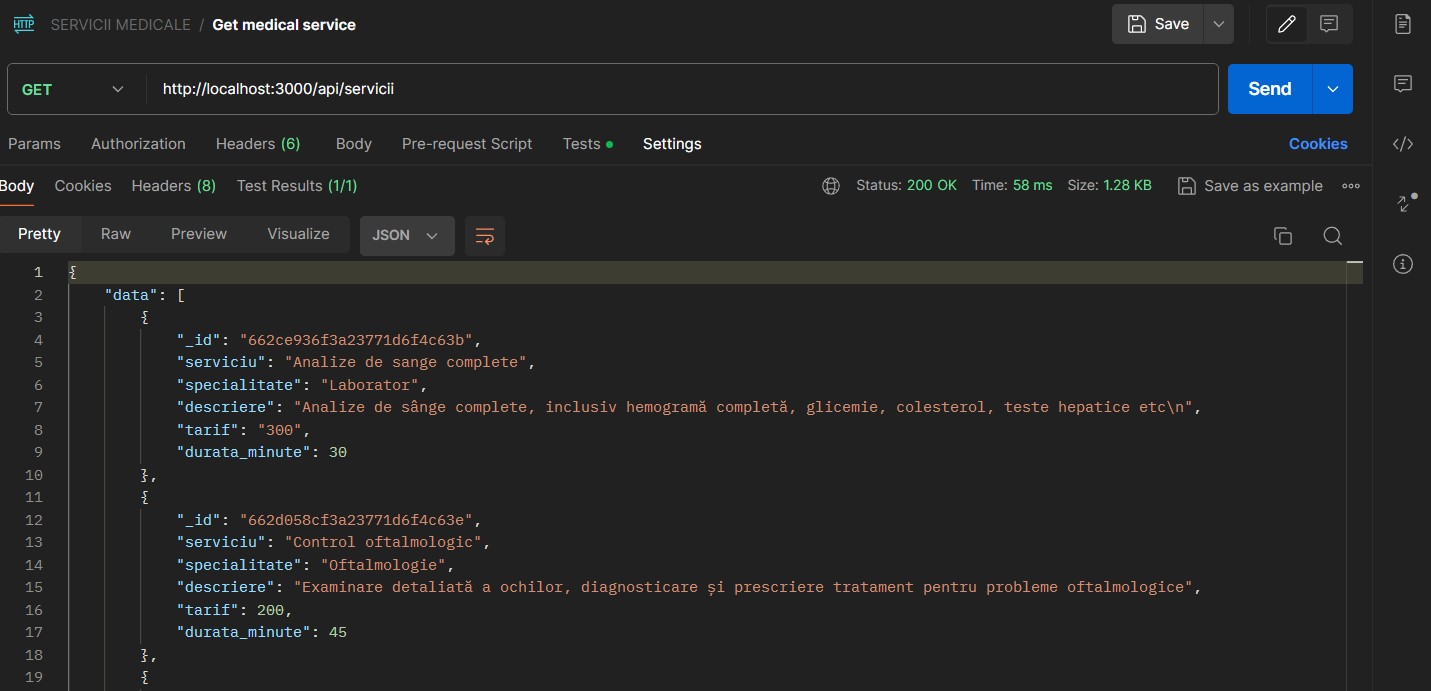 HTTP SERVICII MEDICALE / Get medical service Save
GET http://localhost:3000/api/servicii Send
Params Authorization Headers (6) Body Pre-request Script Tests Settings Cookies
Body Cookies Headers (8) Test Results (1/1) Status: 200 OK Time: 58 ms Size: 1.28 KB Save as example
Pretty Raw Preview Visualize JSON
1 {
2 "data": [
3 {
4 "_id": "662ce936f3a23771d6f4c63b",
5 "serviciu": "Analize de sange complete",
6 "specialitate": "Laborator",
7 "descriere": "Analize de sânge complete, inclusiv hemogramă completă, glicemie, colesterol, teste hepatice etc\n",
8 "tarif": "300",
9 "durata_minute": 30
10 },
11 {
12 "_id": "662d058cf3a23771d6f4c63e",
13 "serviciu": "Control oftalmologic",
14 "specialitate": "Oftalmologie",
15 "descriere": "Examinare detaliată a ochilor, diagnosticare și prescriere tratament pentru probleme oftalmologice",
16 "tarif": 200,
17 "durata_minute": 45
18 },
19 {